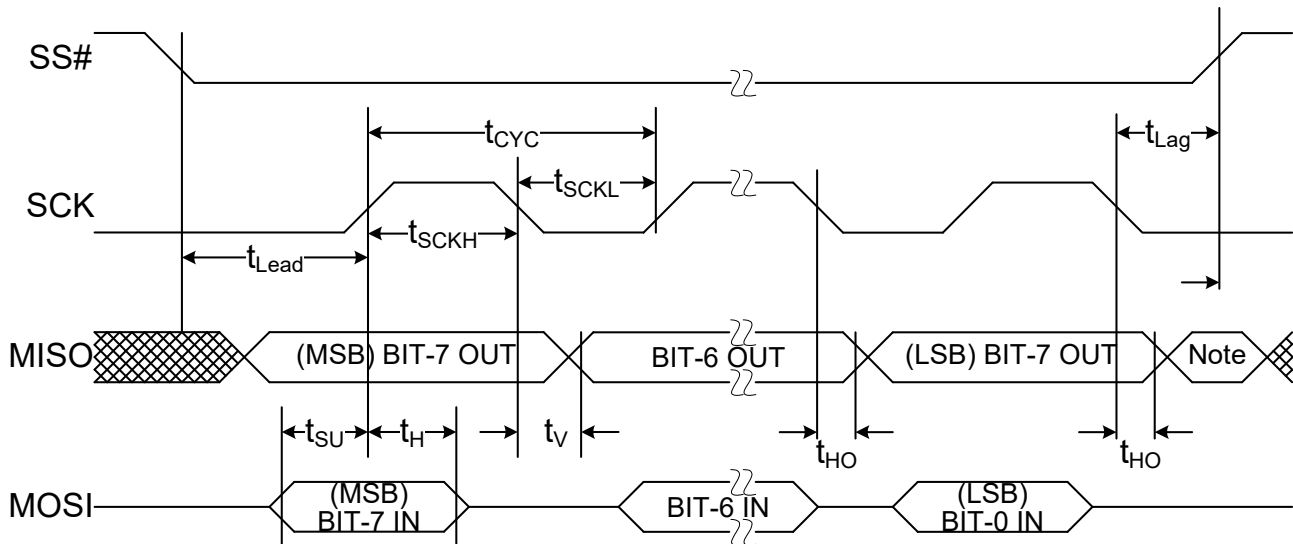 SS#
tCYC
tLag
tSCKL
SCK
tSCKH
tLead
MISO
(MSB) BIT-7 OUT
BIT-6 OUT
(LSB) BIT-7 OUT
Note
tSU
tH
tV
tHO
tHO
MOSI
(MSB)
BIT-7 IN
BIT-6 IN
(LSB)
BIT-0 IN